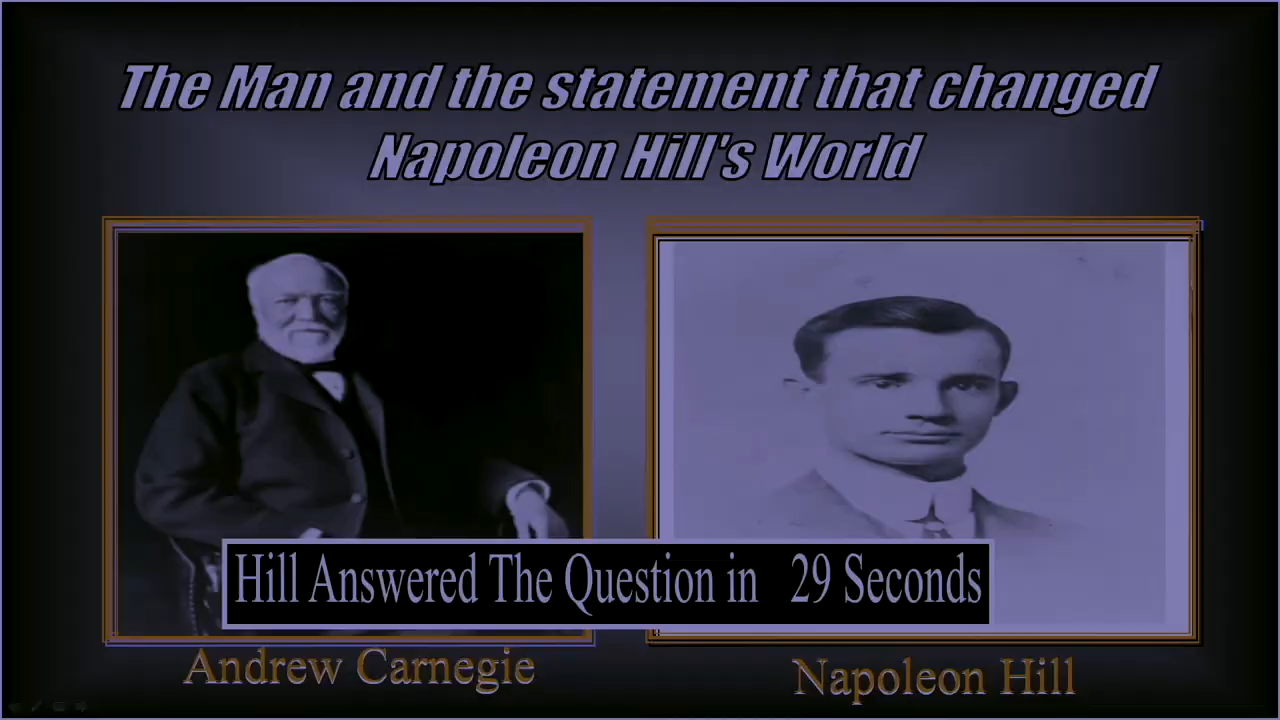 The Man and the statement that changed
Napoleon Hill's World
Hill Answered The Question in 29 Seconds
Andrew Carnegie
Napoleon Hill